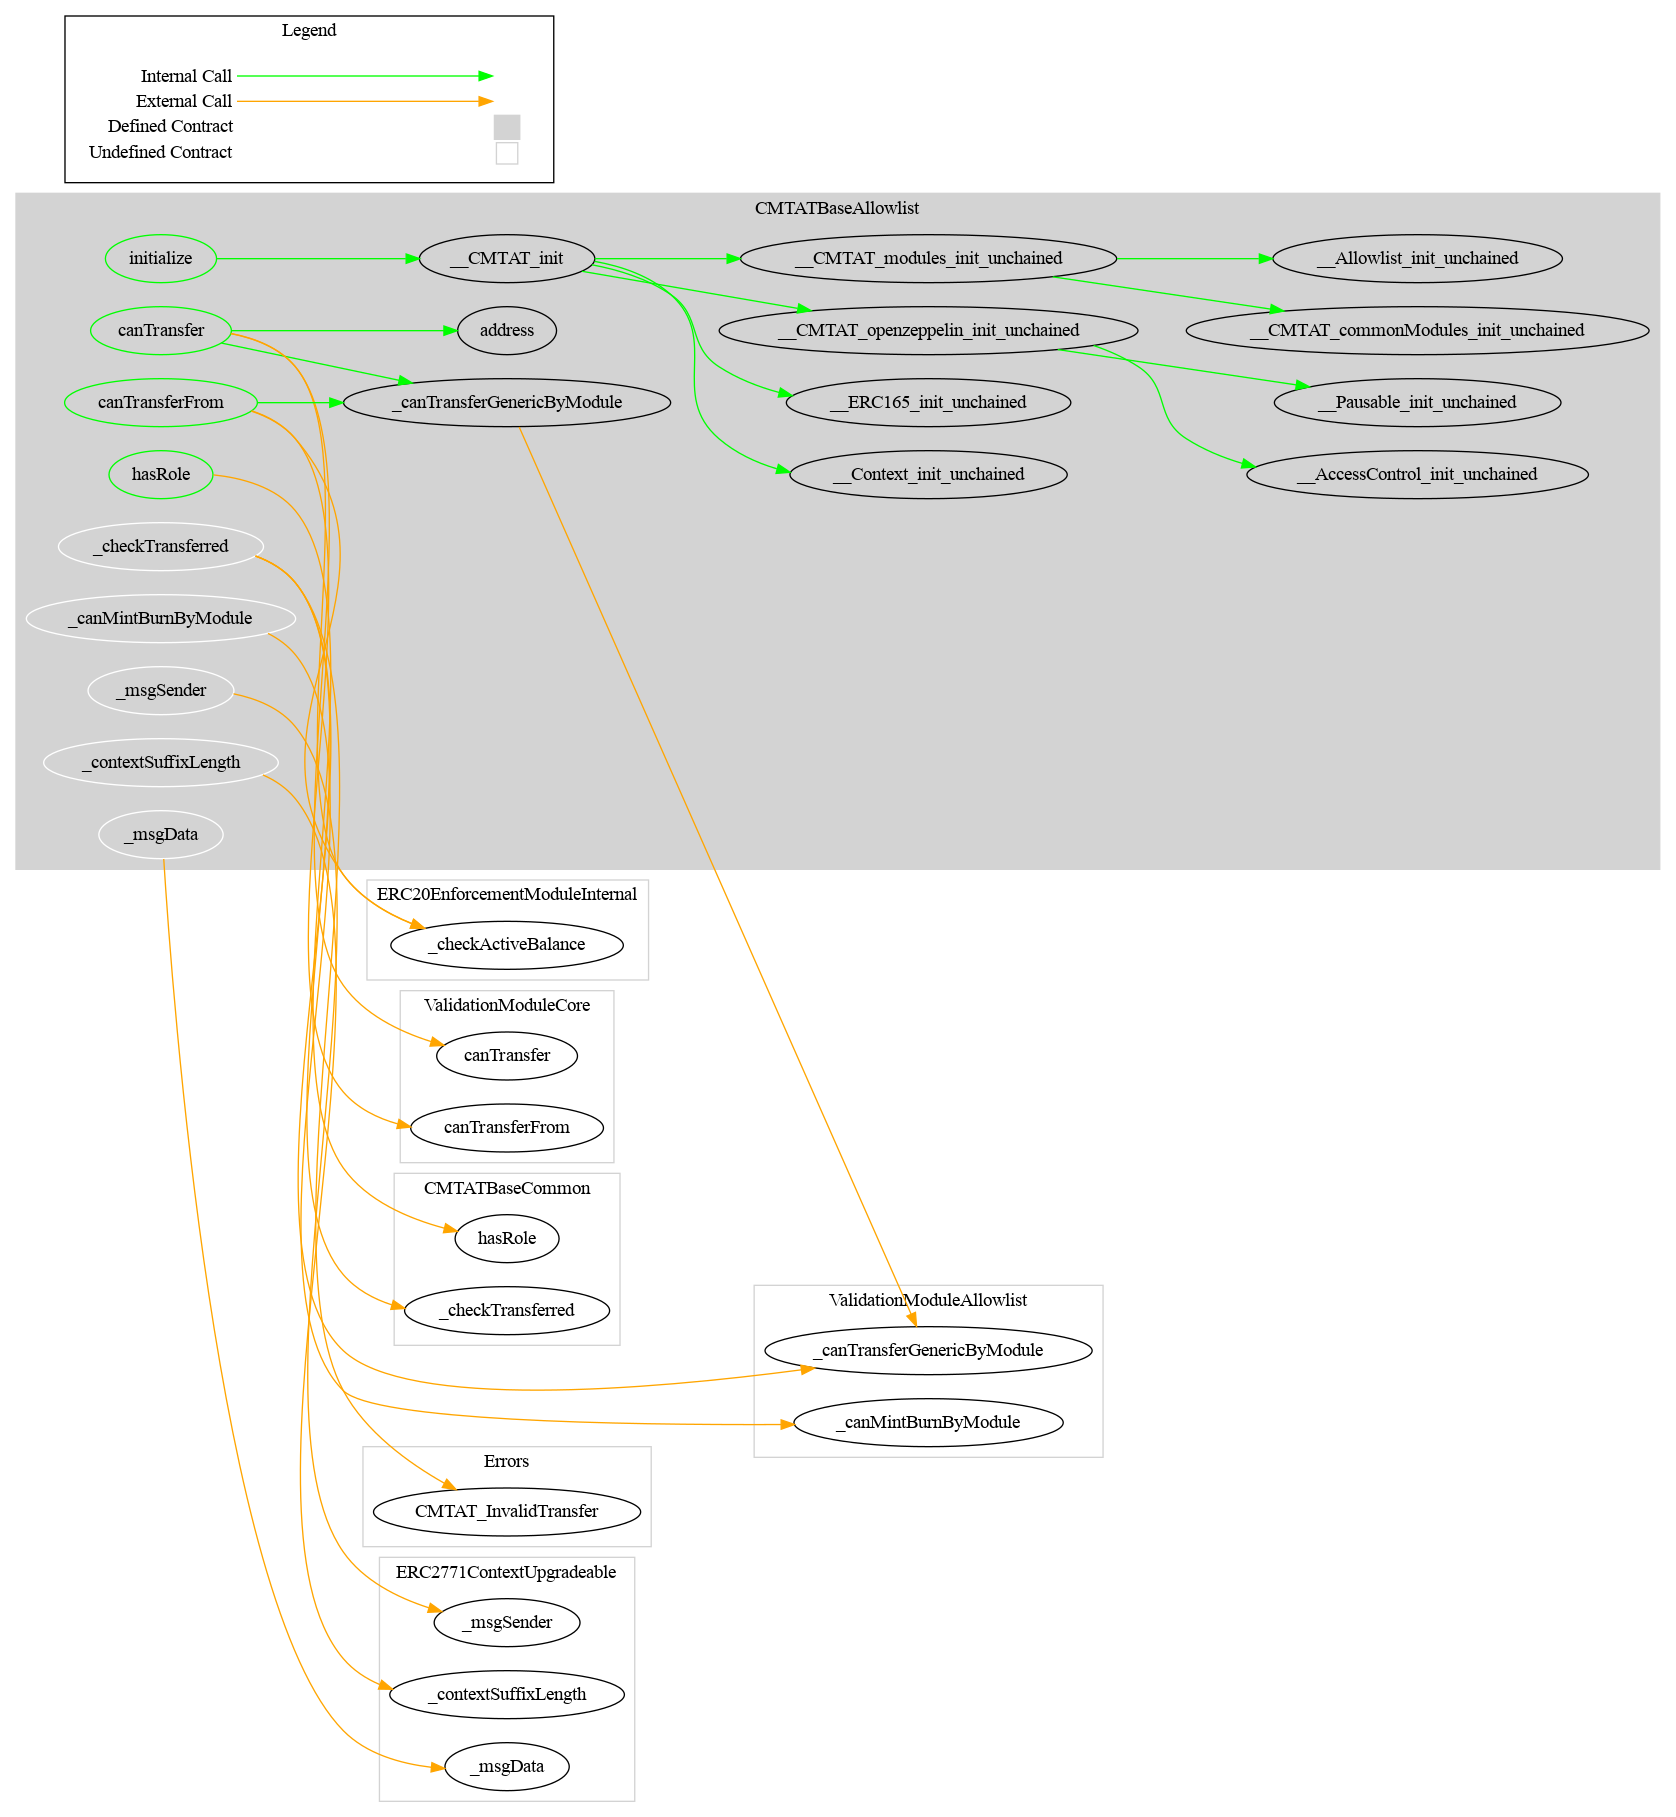 Legend
Internal Call
External Call
Defined Contract
Undefined Contract
CMTATBaseAllowlist
initialize
__CMTAT_init
__CMTAT_modules_init_unchained
__Allowlist_init_unchained
canTransfer
address
__CMTAT_openzeppelin_init_unchained
__CMTAT_commonModules_init_unchained
canTransferFrom
_canTransferGenericByModule
__ERC165_init_unchained
__Pausable_init_unchained
hasRole
__Context_init_unchained
__AccessControl_init_unchained
_checkTransferred
_canMintBurnByModule
_msgSender
_contextSuffixLength
_msgData
ERC20EnforcementModuleInternal
_checkActiveBalance
ValidationModuleCore
canTransfer
canTransferFrom
CMTATBaseCommon
hasRole
_checkTransferred
ValidationModuleAllowlist
_canTransferGenericByModule
_canMintBurnByModule
Errors
CMTAT_InvalidTransfer
ERC2771ContextUpgradeable
_msgSender
_contextSuffixLength
_msgData